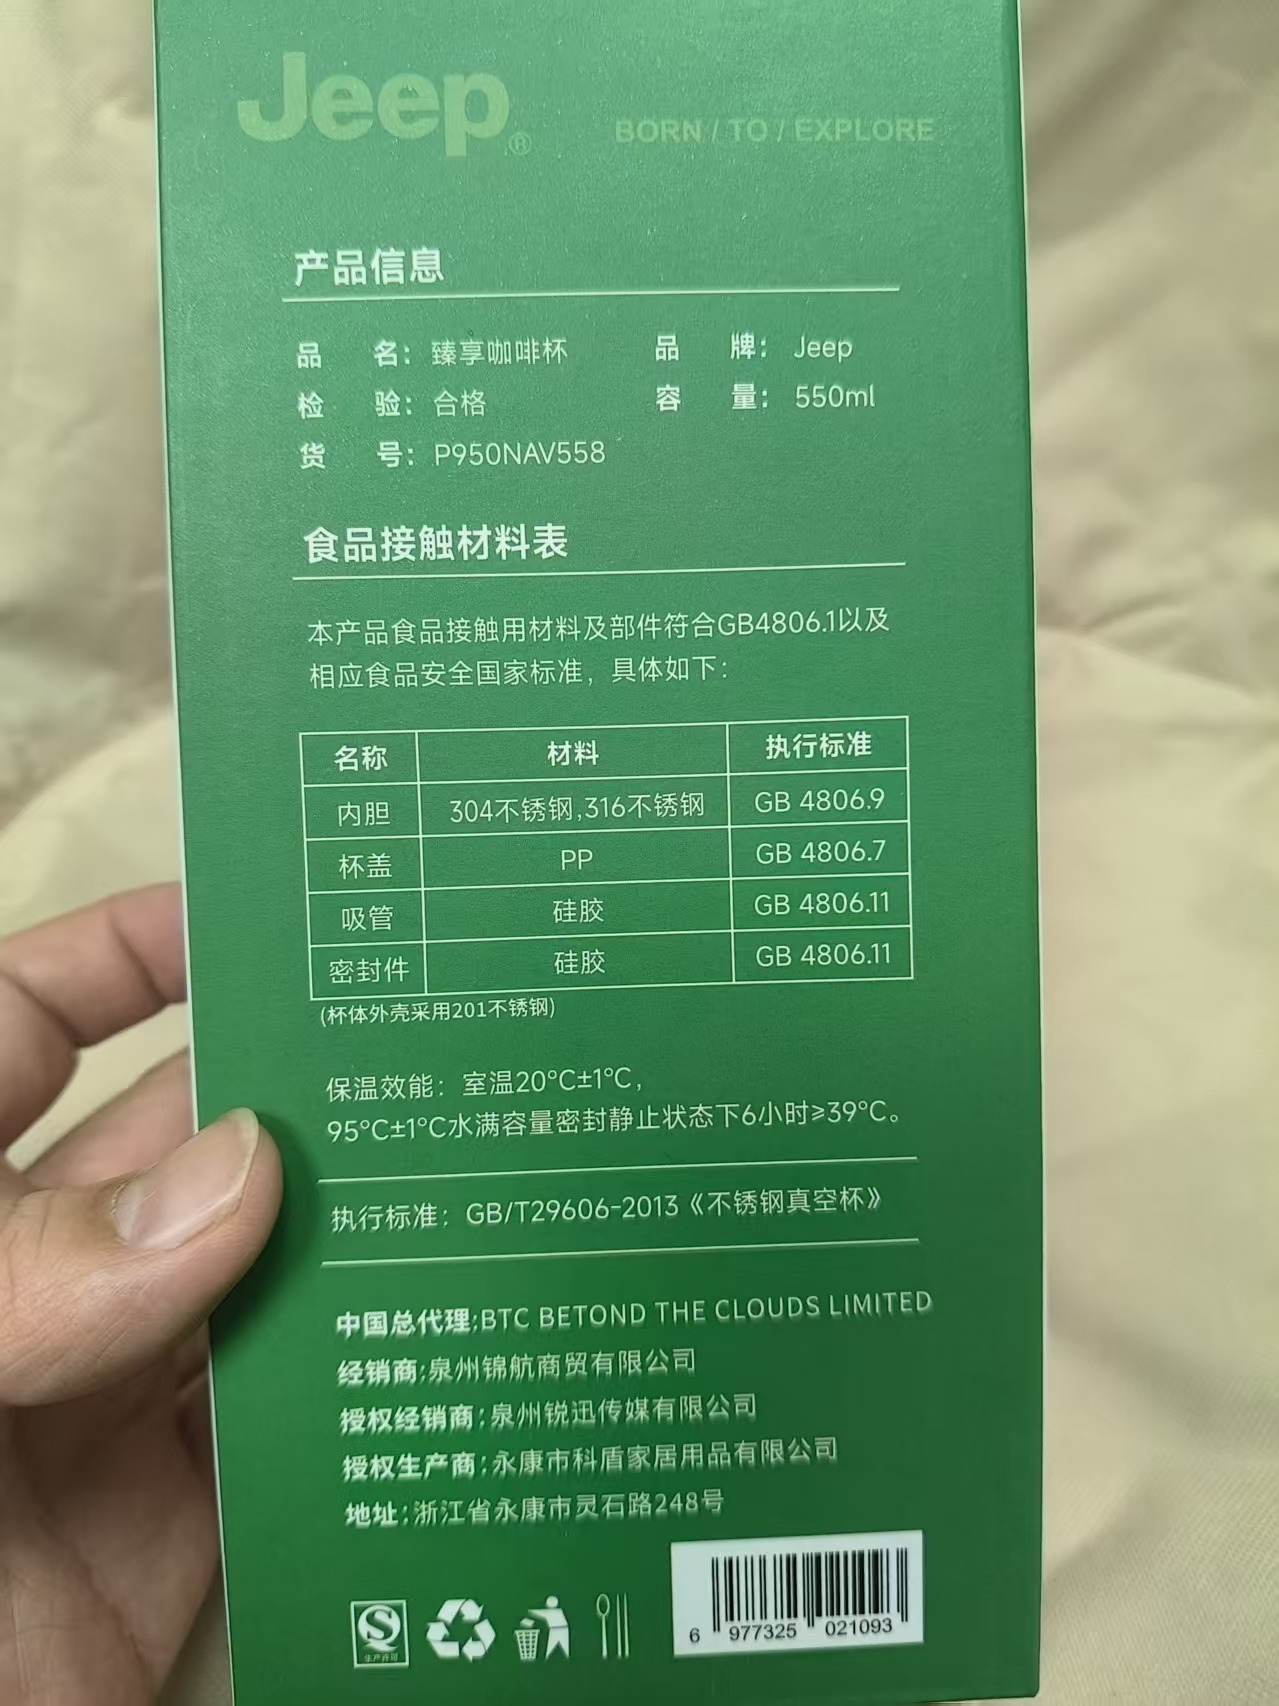 Jeep®
BORN / TO / EXPLORE
产品信息
品 名：臻享咖啡杯 品 牌：Jeep
检 验：合格 容 量：550ml
货 号：P950NAV558
食品接触材料表
本产品食品接触用材料及部件符合GB4806.1以及
相应食品安全国家标准，具体如下：
名称 材料 执行标准
内胆 304不锈钢,316不锈钢 GB 4806.9
杯盖 PP GB 4806.7
吸管 硅胶 GB 4806.11
密封件 硅胶 GB 4806.11
(杯体外壳采用201不锈钢)
保温效能：室温20°C±1°C，
95°C±1°C水满容量密封静止状态下6小时≥39°C。
执行标准：GB/T29606-2013《不锈钢真空杯》
中国总代理:BTC BETOND THE CLOUDS LIMITED
经销商:泉州锦航商贸有限公司
授权经销商:泉州锐迅传媒有限公司
授权生产商:永康市科盾家居用品有限公司
地址:浙江省永康市灵石路248号
生产许可
6 977325 021093